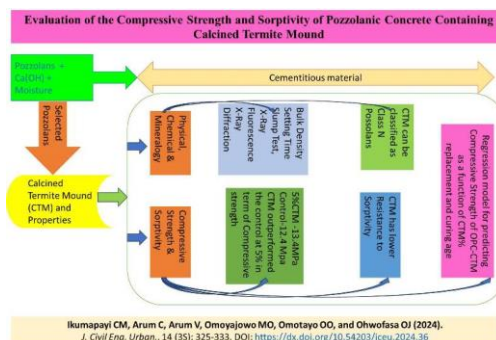 Evaluation of the Compressive Strength and Sorptivity of Pozzolanic Concrete Containing
Calcined Termite Mound
Pozzolans +
Ca(OH) +
Moisture
Cementitious material
Selected
Pozzolans
Calcined
Termite Mound
(CTM) and
Properties
Physical,
Chemical &
Mineralogy
Bulk Density
Setting Time
Slump Test,
X-Ray
Fluorescence
X-Ray
Diffraction
CTM can be
classified as
Class N
Possolans
Compressive
Strength &
Sorptivity
5%CTM -13.4MPa
Control-12.4 Mpa
CTM outperformed
the control at 5% in
term of Compressive
strength
CTM has lower
Resistance to
Sorptivity
Regression model for predicting
Compressive Strength of OPC-CTM
as a function of CTM%
replacement and curing age
Ikumapayi CM, Arum C, Arum V, Omoyajowo MO, Omotayo OO, and Ohwofasa OJ (2024).
J. Civil Eng. Urban., 14 (3S): 325-333. DOI: https://dx.doi.org/10.54203/jceu.2024.36